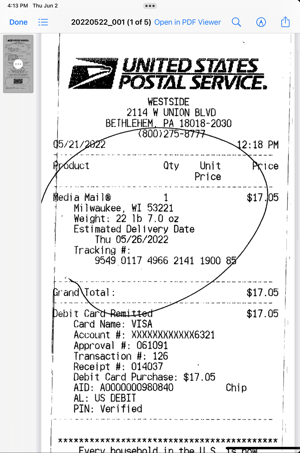 4:13 PM Thu Jun 2
Done 20220522_001 (1 of 5) Open in PDF Viewer
UNITED STATES
POSTAL SERVICE.
WESTSIDE
2114 W UNION BLVD
BETHLEHEM, PA 18018-2030
(800)275-8777
05/21/2022 12:18 PM
Product Qty Unit Price
Price
Media Mail® 1 $17.05
Milwaukee, WI 53221
Weight: 22 lb 7.0 oz
Estimated Delivery Date
Thu 05/26/2022
Tracking #:
9549 0117 4966 2141 1900 85
Grand Total: $17.05
Debit Card Remitted $17.05
Card Name: VISA
Account #: XXXXXXXXXXXX6321
Approval #: 061091
Transaction #: 126
Receipt #: 014037
Debit Card Purchase: $17.05
AID: A0000000980840 Chip
AL: US DEBIT
PIN: Verified
Every household in the U.S. is now